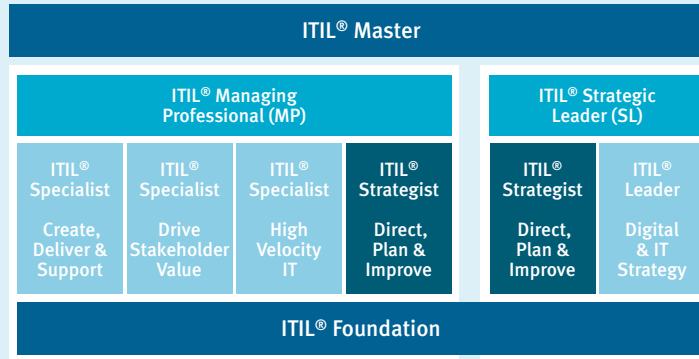 ITIL® Master
ITIL® Managing
Professional (MP)
ITIL® Strategic
Leader (SL)
ITIL®
Specialist
Create,
Deliver &
Support
ITIL®
Specialist
Drive
Stakeholder
Value
ITIL®
Specialist
High
Velocity
IT
ITIL®
Strategist
Direct,
Plan &
Improve
ITIL®
Strategist
Direct,
Plan &
Improve
ITIL®
Leader
Digital
& IT
Strategy
ITIL® Foundation